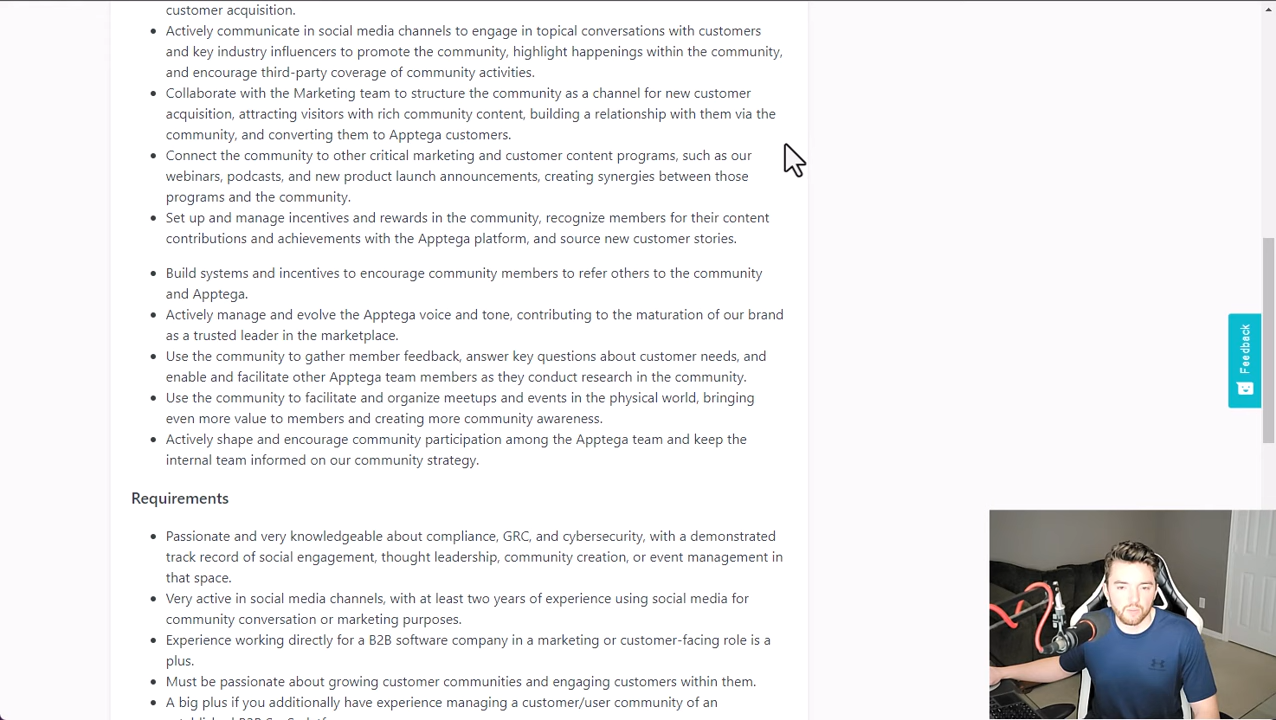 customer acquisition.
Actively communicate in social media channels to engage in topical conversations with customers
and key industry influencers to promote the community, highlight happenings within the community,
and encourage third-party coverage of community activities.
Collaborate with the Marketing team to structure the community as a channel for new customer
acquisition, attracting visitors with rich community content, building a relationship with them via the
community, and converting them to Apptega customers.
Connect the community to other critical marketing and customer content programs, such as our
webinars, podcasts, and new product launch announcements, creating synergies between those
programs and the community.
Set up and manage incentives and rewards in the community, recognize members for their content
contributions and achievements with the Apptega platform, and source new customer stories.
Build systems and incentives to encourage community members to refer others to the community
and Apptega.
Actively manage and evolve the Apptega voice and tone, contributing to the maturation of our brand
as a trusted leader in the marketplace.
Use the community to gather member feedback, answer key questions about customer needs, and
enable and facilitate other Apptega team members as they conduct research in the community.
Use the community to facilitate and organize meetups and events in the physical world, bringing
even more value to members and creating more community awareness.
Actively shape and encourage community participation among the Apptega team and keep the
internal team informed on our community strategy.
Requirements
Passionate and very knowledgeable about compliance, GRC, and cybersecurity, with a demonstrated
track record of social engagement, thought leadership, community creation, or event management in
that space.
Very active in social media channels, with at least two years of experience using social media for
community conversation or marketing purposes.
Experience working directly for a B2B software company in a marketing or customer-facing role is a
plus.
Must be passionate about growing customer communities and engaging customers within them.
A big plus if you additionally have experience managing a customer/user community of an
Feedback